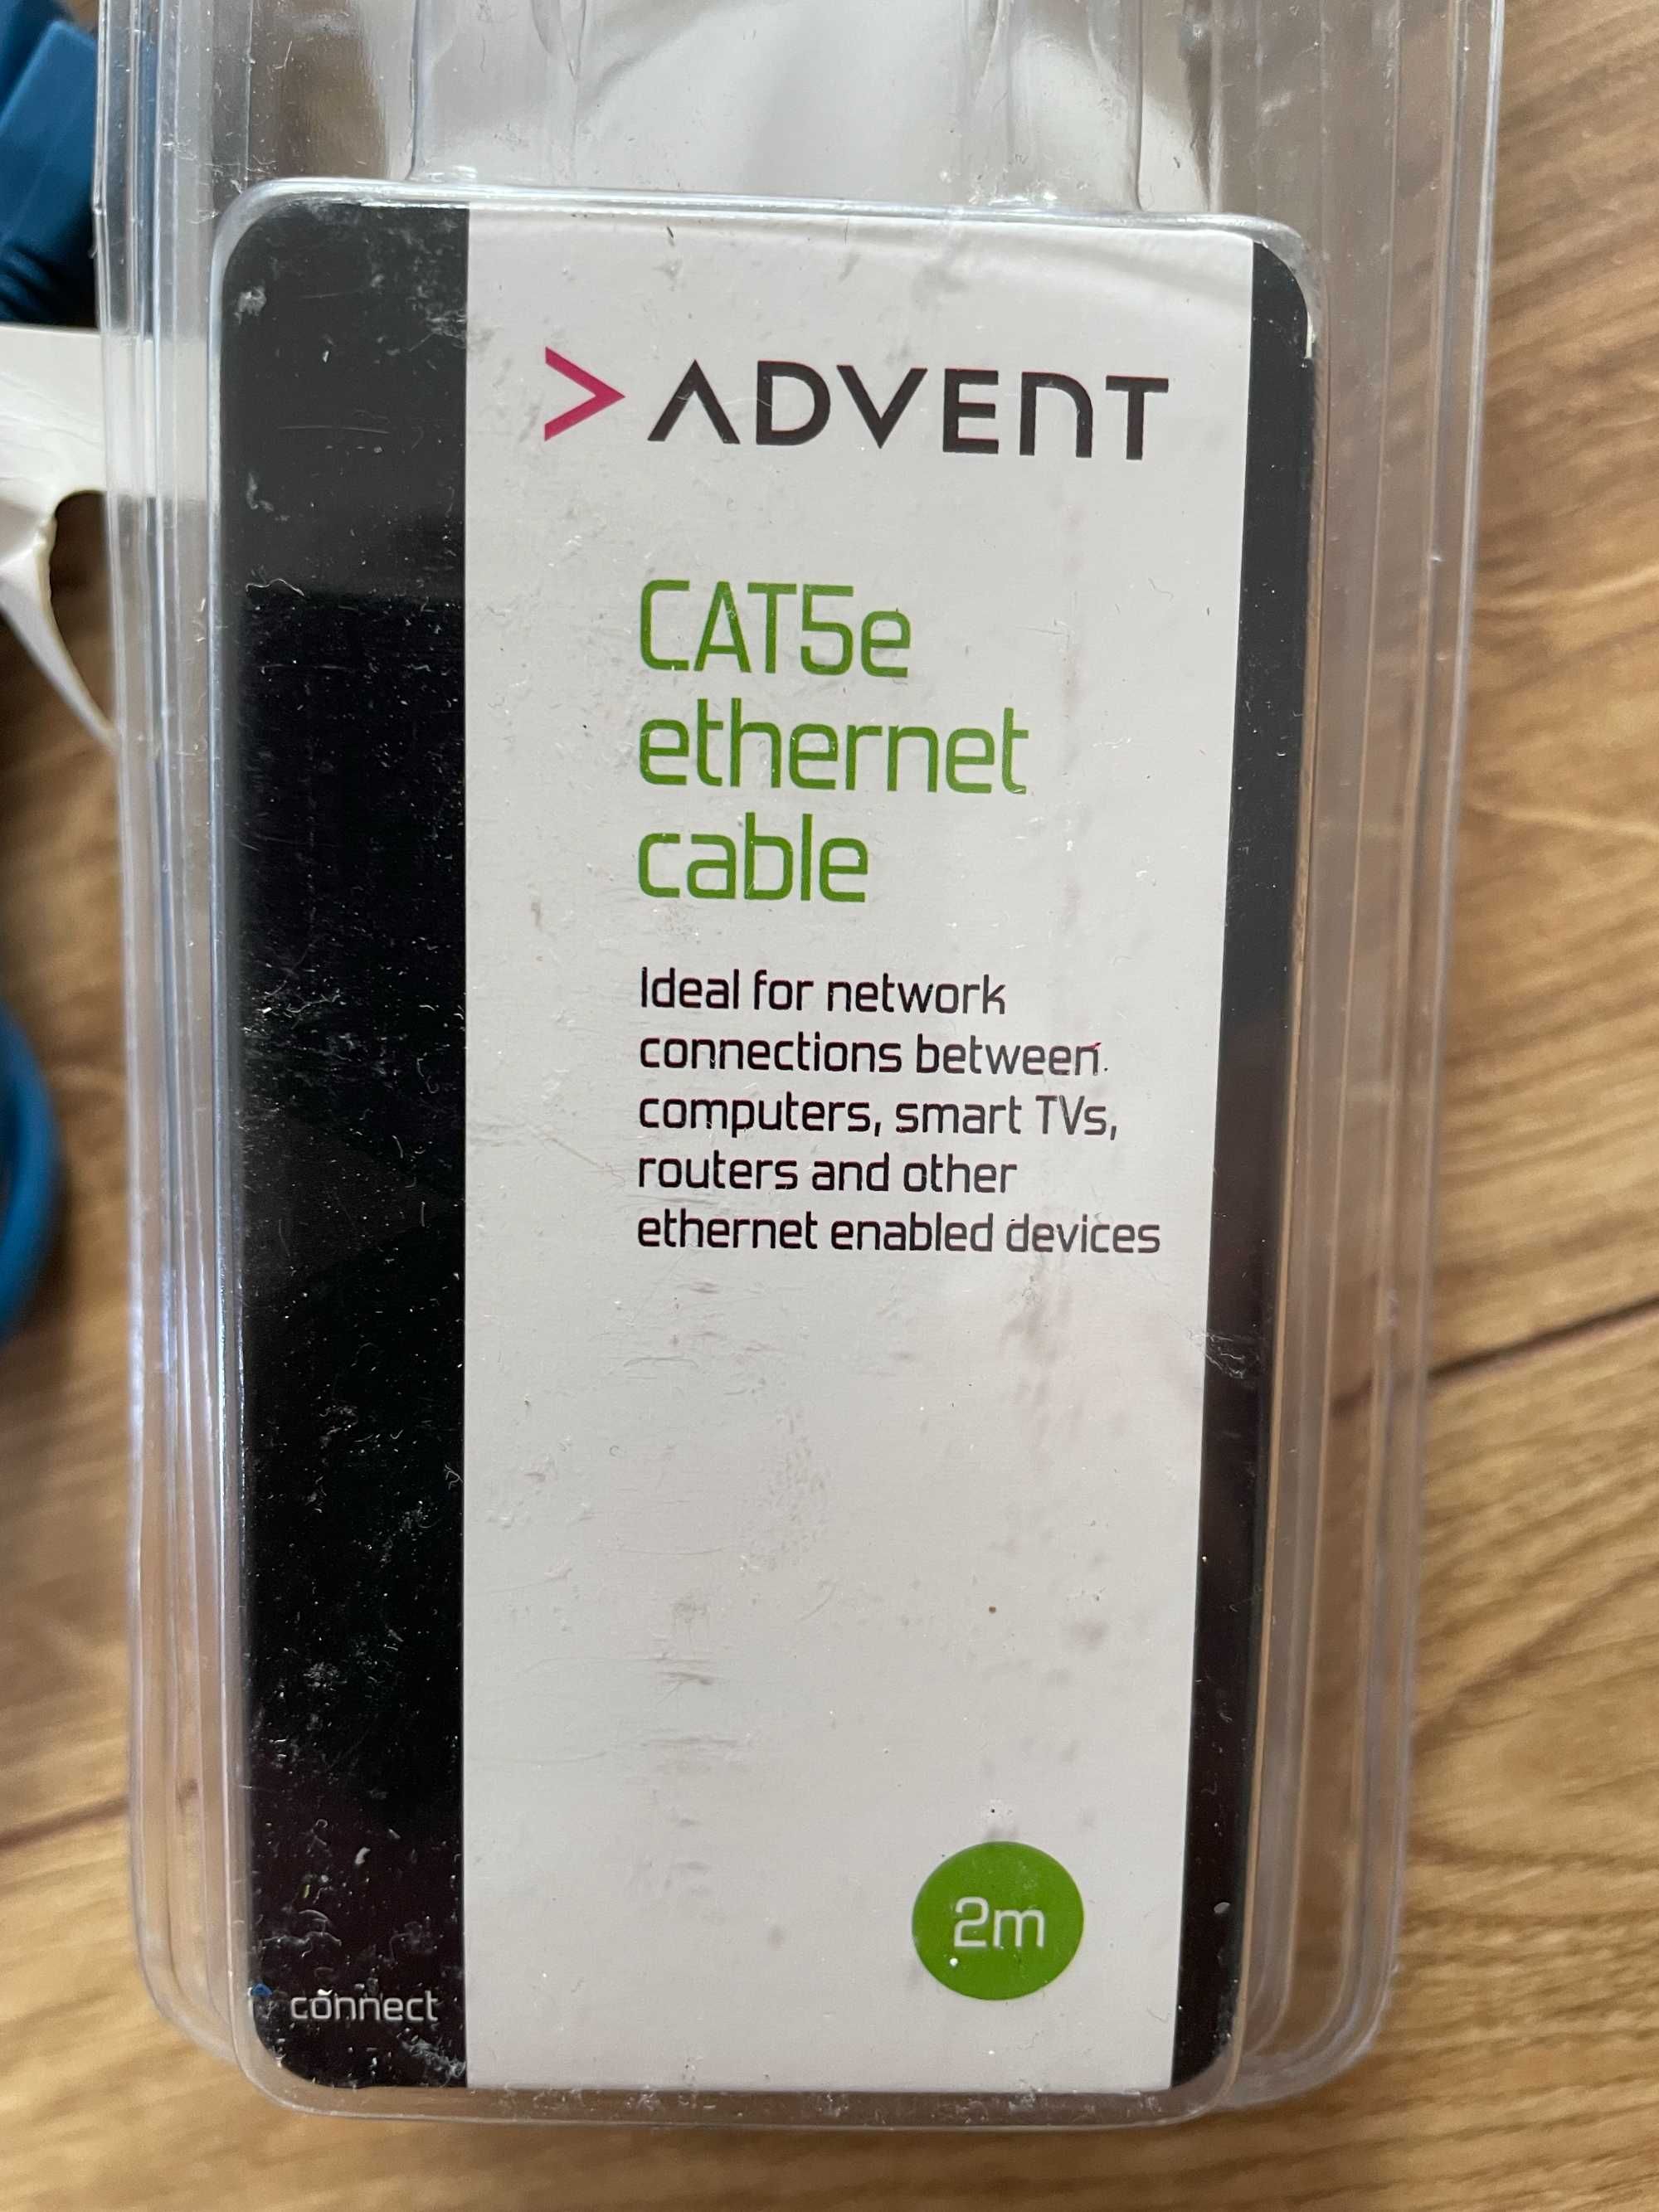 > ADVENT
CAT5e
ethernet
cable
Ideal for network
connections between
computers, smart TVs,
routers and other
ethernet enabled devices
2m
connect